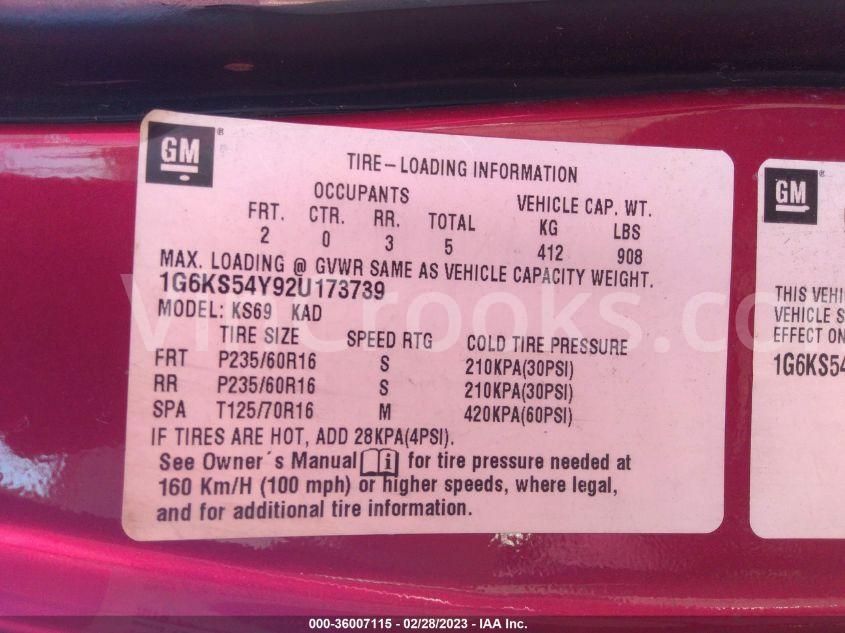 GM
TIRE-LOADING INFORMATION
OCCUPANTS VEHICLE CAP. WT.
FRT. CTR. RR. TOTAL KG LBS
2 0 3 5 412 908
MAX. LOADING @ GVWR SAME AS VEHICLE CAPACITY WEIGHT.
1G6KS54Y92U173739
MODEL: KS69 KAD
TIRE SIZE SPEED RTG COLD TIRE PRESSURE
FRT P235/60R16 S 210KPA(30PSI)
RR P235/60R16 S 210KPA(30PSI)
SPA T125/70R16 M 420KPA(60PSI)
IF TIRES ARE HOT, ADD 28KPA(4PSI).
See Owner´s Manual i for tire pressure needed at
160 Km/H (100 mph) or higher speeds, where legal,
and for additional tire information.
GM
THIS VEHI
VEHICLE S
EFFECT ON
1G6KS54
VinCrooks.com
000-36007115 - 02/28/2023 - IAA Inc.